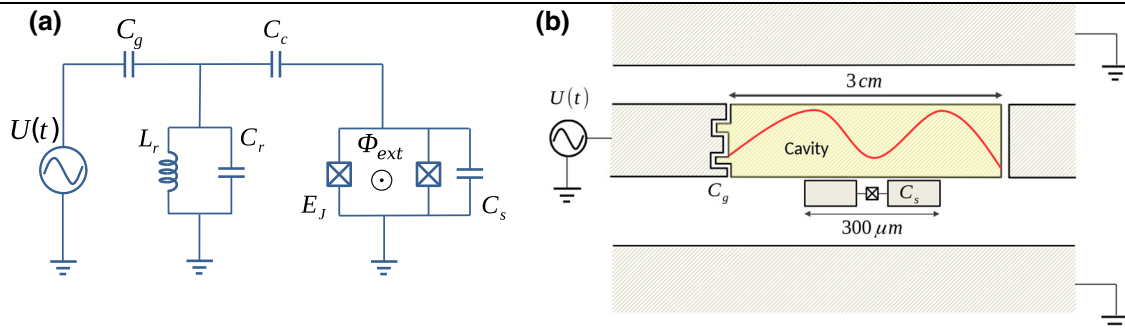 (a)
C_g
C_c
U(t)
L_r
C_r
Φ_ext
E_J
C_s
(b)
3 cm
U(t)
Cavity
C_g
C_s
300 μm